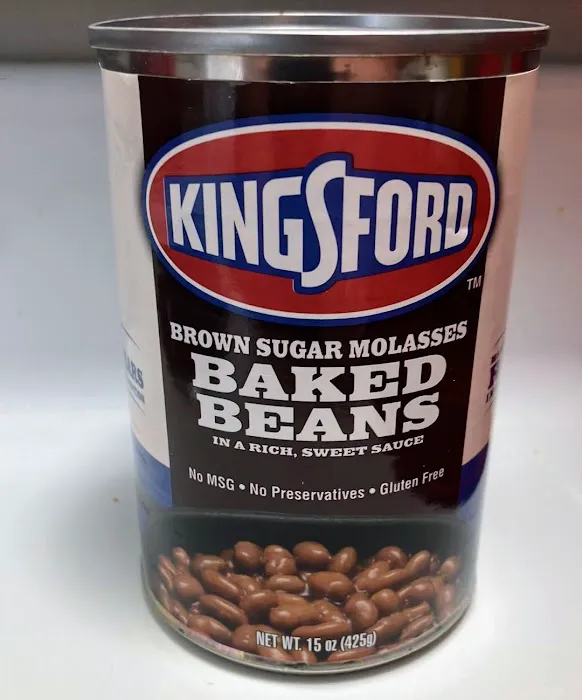 KINGSFORD
TM
BROWN SUGAR MOLASSES
BAKED
BEANS
IN A RICH, SWEET SAUCE
No MSG • No Preservatives • Gluten Free
NET WT. 15 oz (425g)